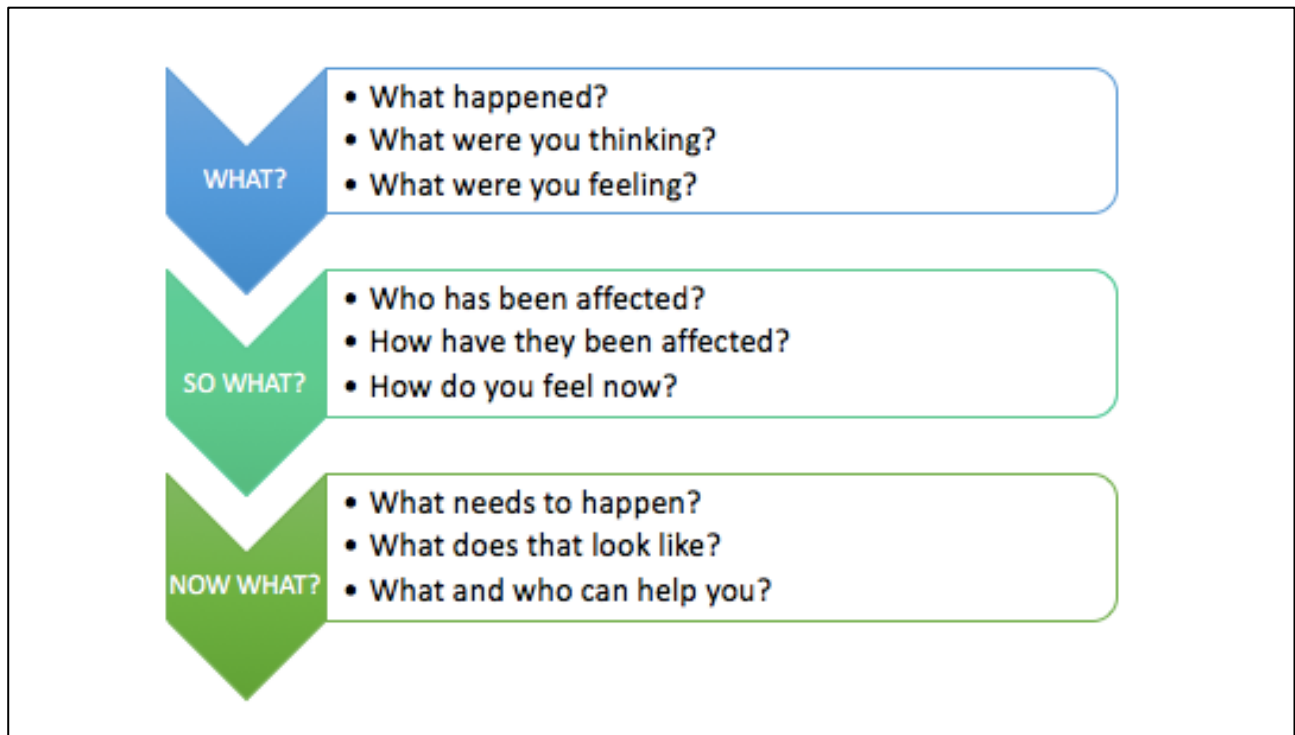 WHAT?
• What happened?
• What were you thinking?
• What were you feeling?
SO WHAT?
• Who has been affected?
• How have they been affected?
• How do you feel now?
NOW WHAT?
• What needs to happen?
• What does that look like?
• What and who can help you?